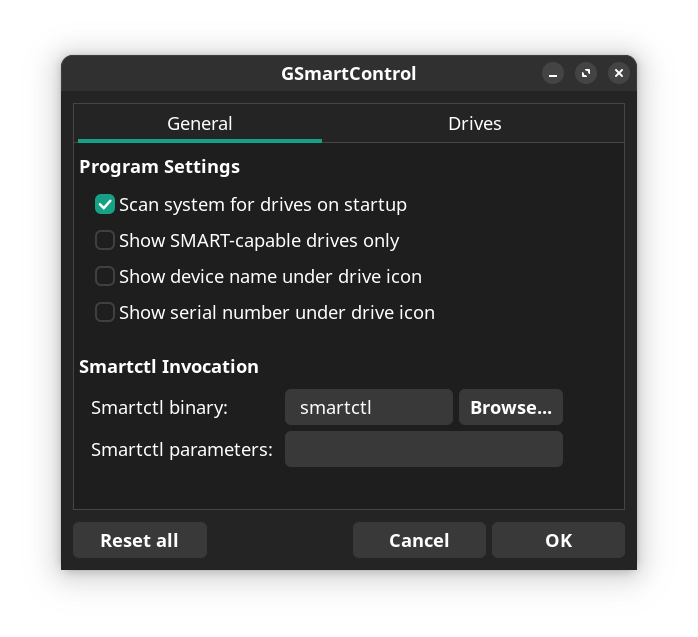 GSmartControl
General Drives
Program Settings
Scan system for drives on startup
Show SMART-capable drives only
Show device name under drive icon
Show serial number under drive icon
Smartctl Invocation
Smartctl binary: smartctl Browse...
Smartctl parameters:
Reset all Cancel OK